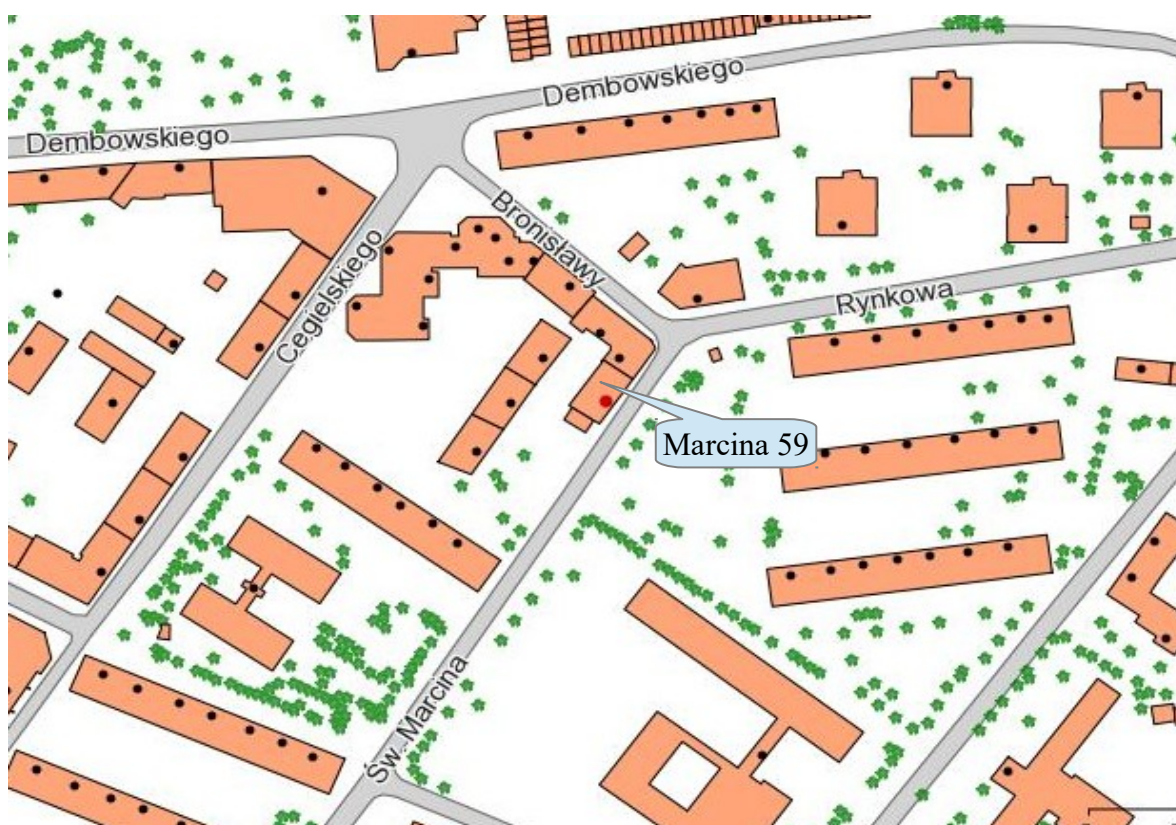 Dembowskiego
Dembowskiego
Bronisławy
Cegielskiego
Rynkowa
Marcina 59
Św. Marcina